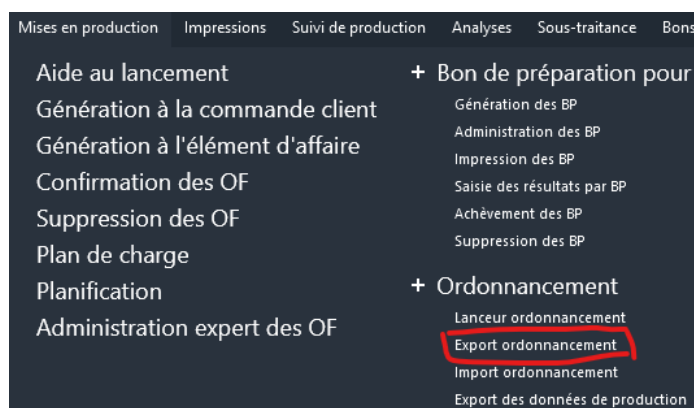 Mises en production Impressions Suivi de production Analyses Sous-traitance Bons
Aide au lancement
Génération à la commande client
Génération à l'élément d'affaire
Confirmation des OF
Suppression des OF
Plan de charge
Planification
Administration expert des OF
+ Bon de préparation pour
Génération des BP
Administration des BP
Impression des BP
Saisie des résultats par BP
Achèvement des BP
Suppression des BP
+ Ordonnancement
Lanceur ordonnancement
Export ordonnancement
Import ordonnancement
Export des données de production